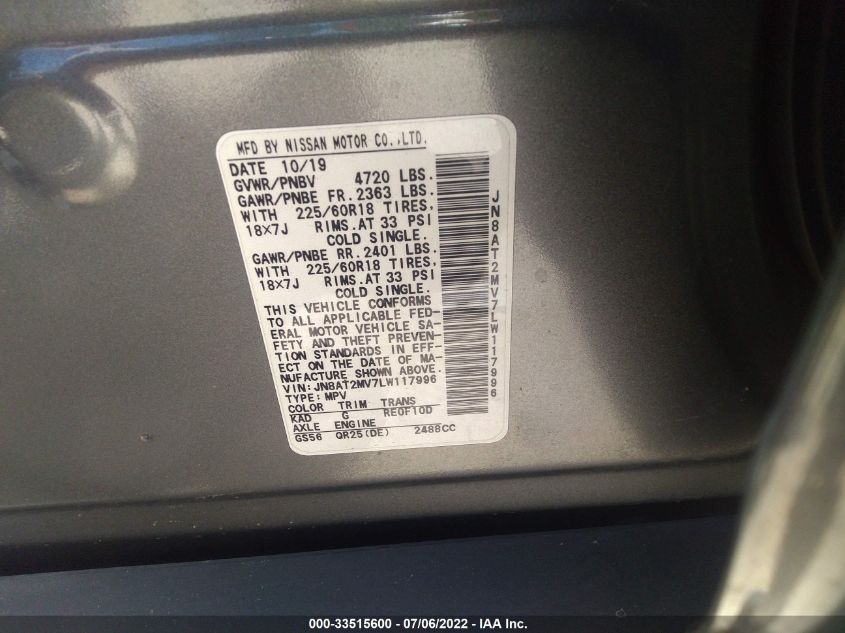 MFD BY NISSAN MOTOR CO.,LTD.
DATE 10/19
GVWR/PNBV 4720 LBS.
GAWR/PNBE FR. 2363 LBS.
WITH 225/60R18 TIRES,
18X7J RIMS.AT 33 PSI
COLD SINGLE.
GAWR/PNBE RR. 2401 LBS.
WITH 225/60R18 TIRES,
18X7J RIMS.AT 33 PSI
COLD SINGLE.
THIS VEHICLE CONFORMS
TO ALL APPLICABLE FED-
ERAL MOTOR VEHICLE SA-
FETY AND THEFT PREVEN-
TION STANDARDS IN EFF-
ECT ON THE DATE OF MA-
NUFACTURE SHOWN ABOVE.
VIN: JN8AT2MV7LW117996
TYPE: MPV
COLOR TRIM TRANS
KAD G RE0F10D
AXLE ENGINE
GS56 QR25(DE) 2488CC
JN8AT2MV7LW117996
000-33515600 - 07/06/2022 - IAA Inc.